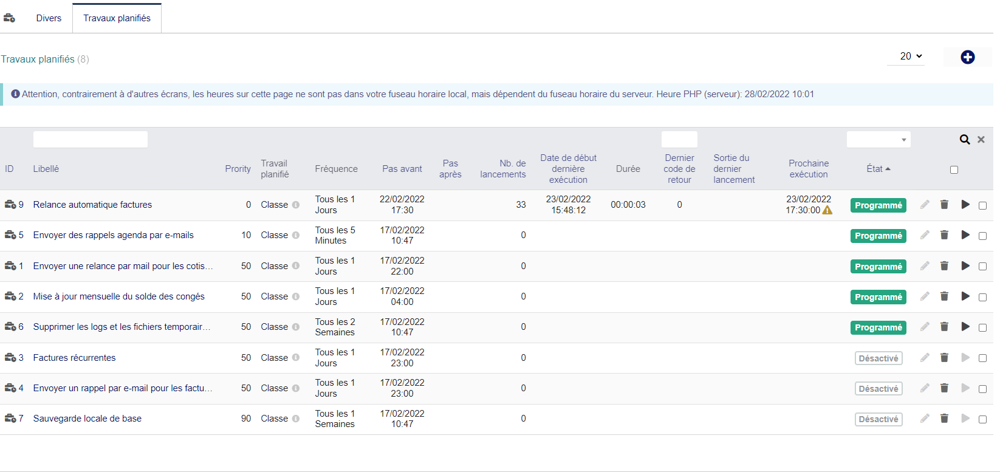 Divers
Travaux planifiés
Travaux planifiés (8)
20
Attention, contrairement à d'autres écrans, les heures sur cette page ne sont pas dans votre fuseau horaire local, mais dépendent du fuseau horaire du serveur. Heure PHP (serveur): 28/02/2022 10:01
ID Libellé Prority Travail planifié Fréquence Pas avant Pas après Nb. de lancements Date de début dernière exécution Durée Dernier code de retour Sortie du dernier lancement Prochaine exécution État
9 Relance automatique factures 0 Classe Tous les 1 Jours 22/02/2022 17:30 33 23/02/2022 15:48:12 00:00:03 0 23/02/2022 17:30:00 Programmé
5 Envoyer des rappels agenda par e-mails 10 Classe Tous les 5 Minutes 17/02/2022 10:47 0 Programmé
1 Envoyer une relance par mail pour les cotis... 50 Classe Tous les 1 Jours 17/02/2022 22:00 0 Programmé
2 Mise à jour mensuelle du solde des congés 50 Classe Tous les 1 Jours 17/02/2022 04:00 0 Programmé
6 Supprimer les logs et les fichiers temporair... 50 Classe Tous les 2 Semaines 17/02/2022 10:47 0 Programmé
3 Factures récurrentes 50 Classe Tous les 1 Jours 17/02/2022 23:00 0 Désactivé
4 Envoyer un rappel par e-mail pour les factu... 50 Classe Tous les 1 Jours 17/02/2022 23:00 0 Désactivé
7 Sauvegarde locale de base 90 Classe Tous les 1 Semaines 17/02/2022 10:47 0 Désactivé